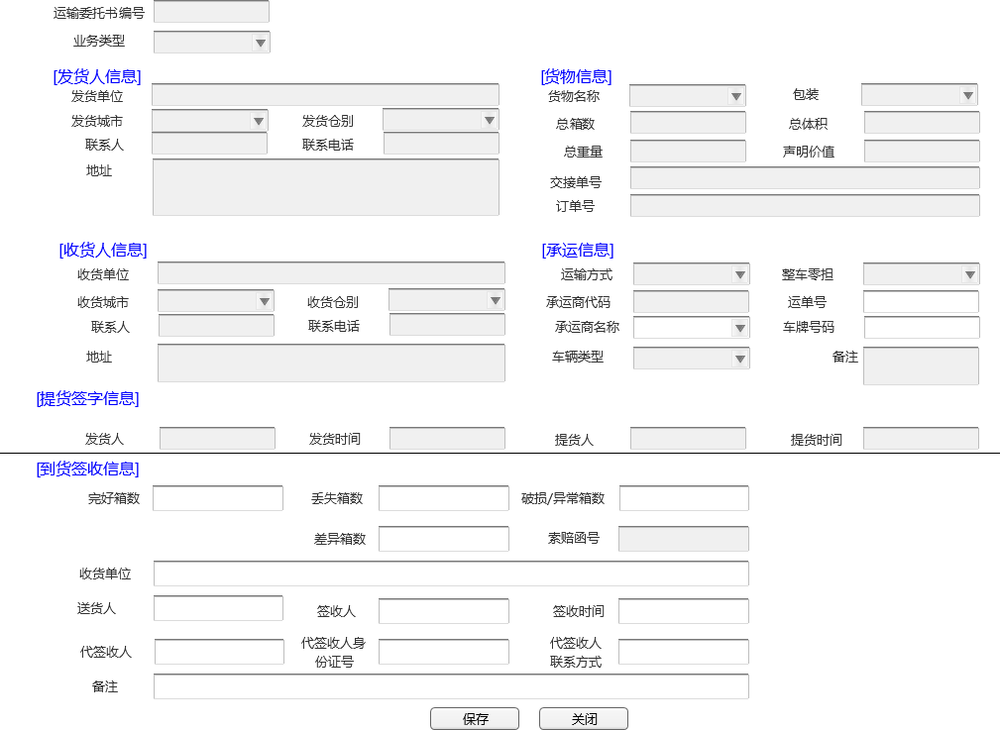 运输委托书编号
业务类型
[发货人信息] [货物信息]
发货单位 货物名称 包装
发货城市 发货仓别 总箱数 总体积
联系人 联系电话 总重量 声明价值
地址 交接单号
订单号
[收货人信息] [承运信息]
收货单位 运输方式 整车零担
收货城市 收货仓别 承运商代码 运单号
联系人 联系电话 承运商名称 车牌号码
地址 车辆类型 备注
[提货签字信息]
发货人 发货时间 提货人 提货时间
[到货签收信息]
完好箱数 丢失箱数 破损/异常箱数
差异箱数 索赔函号
收货单位
送货人 签收人 签收时间
代签收人 代签收人身 代签收人
份证号 联系方式
备注
保存 关闭